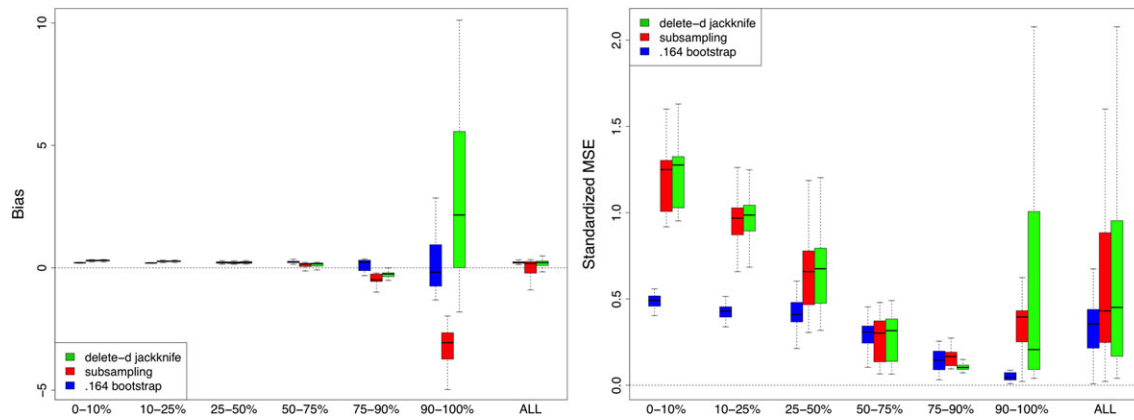 10
5
0
−5
Bias
delete−d jackknife
subsampling
.164 bootstrap
0−10% 10−25% 25−50% 50−75% 75−90% 90−100% ALL
delete−d jackknife
subsampling
.164 bootstrap
2.0
1.5
1.0
0.5
0.0
Standardized MSE
0−10% 10−25% 25−50% 50−75% 75−90% 90−100% ALL